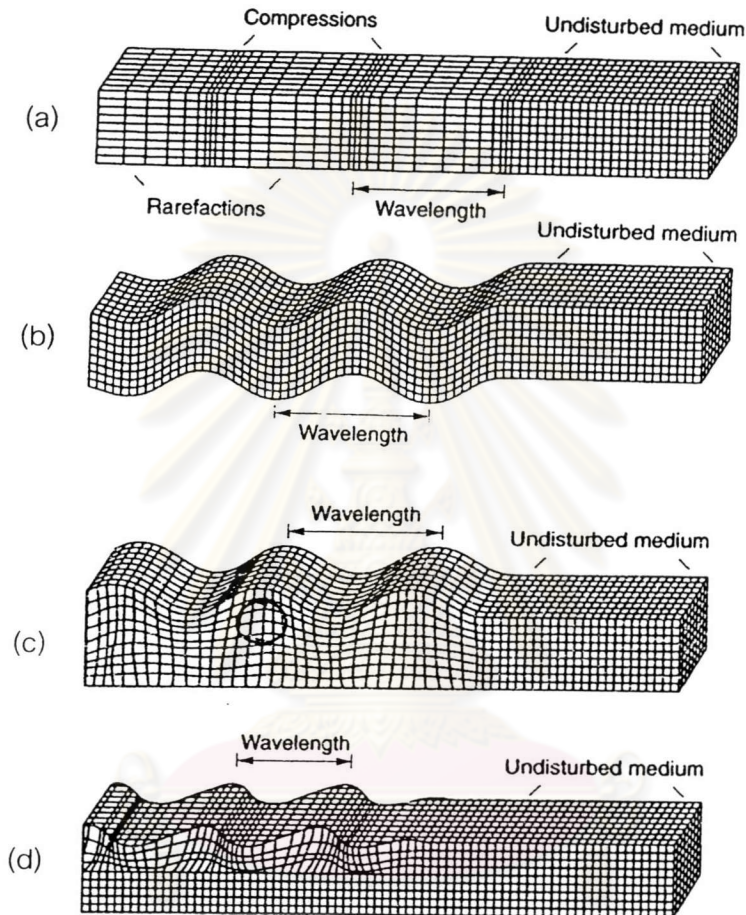 Compressions
Undisturbed medium
(a)
Rarefactions
Wavelength
Undisturbed medium
(b)
Wavelength
Wavelength
Undisturbed medium
(c)
Wavelength
Undisturbed medium
(d)